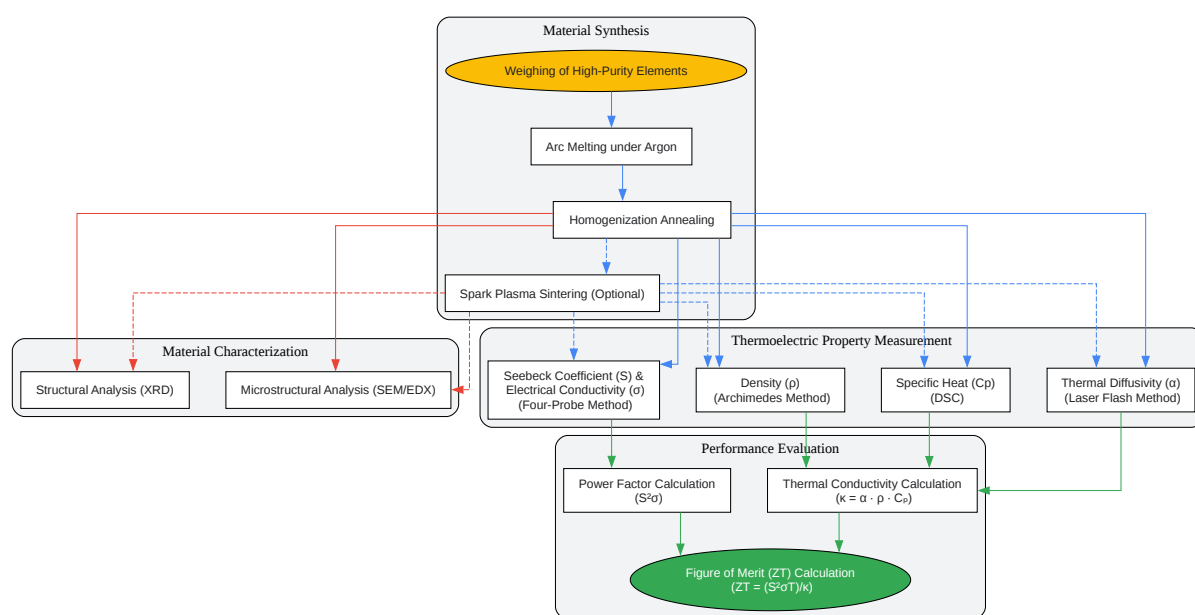 Material Synthesis
Weighing of High-Purity Elements
Arc Melting under Argon
Homogenization Annealing
Spark Plasma Sintering (Optional)
Material Characterization
Structural Analysis (XRD)
Microstructural Analysis (SEM/EDX)
Thermoelectric Property Measurement
Seebeck Coefficient (S) &
Electrical Conductivity (σ)
(Four-Probe Method)
Density (ρ)
(Archimedes Method)
Specific Heat (Cp)
(DSC)
Thermal Diffusivity (α)
(Laser Flash Method)
Performance Evaluation
Power Factor Calculation
(S²σ)
Thermal Conductivity Calculation
(κ = α · ρ · Cₚ)
Figure of Merit (ZT) Calculation
(ZT = (S²σT)/κ)